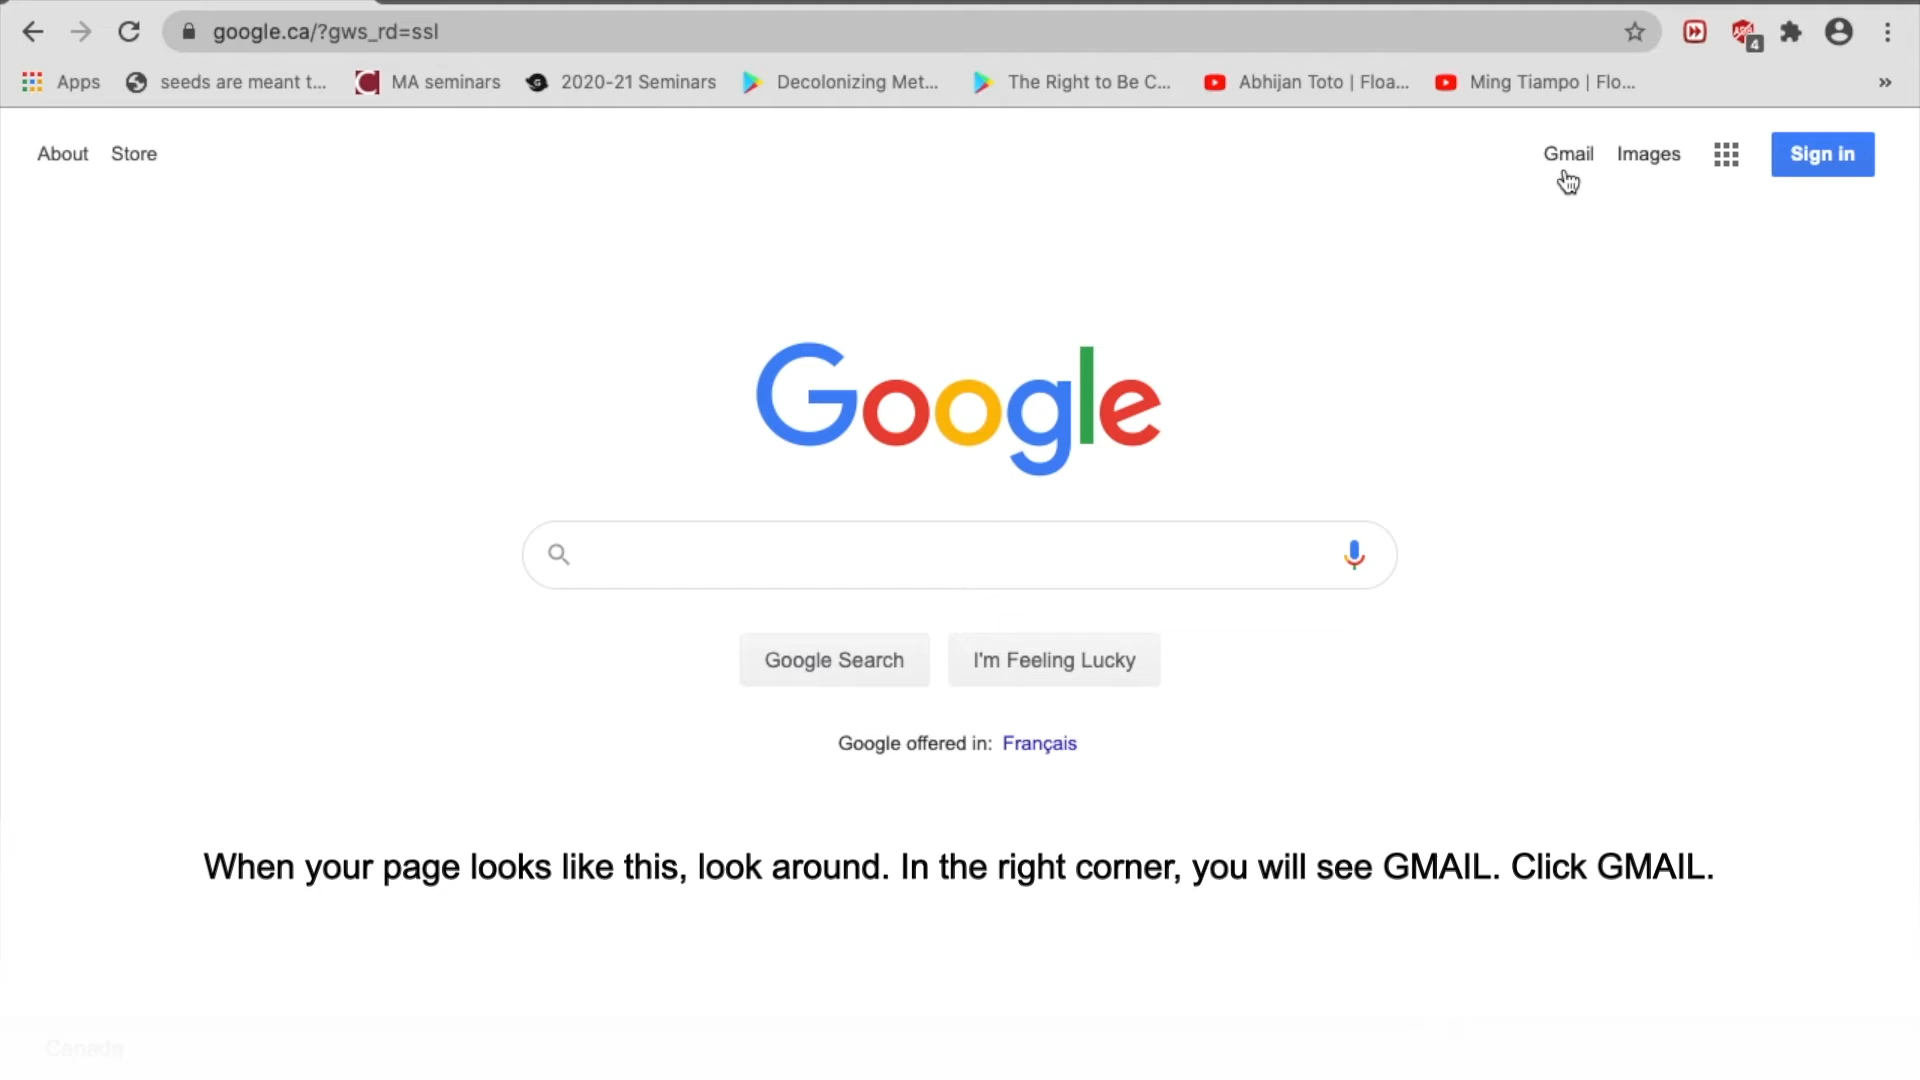 google.ca/?gws_rd=ssl
4
Apps seeds are meant t... MA seminars 2020-21 Seminars Decolonizing Met... The Right to Be C... Abhijan Toto | Floa... Ming Tiampo | Flo... »
About Store Gmail Images Sign in
Google
Google Search I'm Feeling Lucky
Google offered in: Français
When your page looks like this, look around. In the right corner, you will see GMAIL. Click GMAIL.
Canada